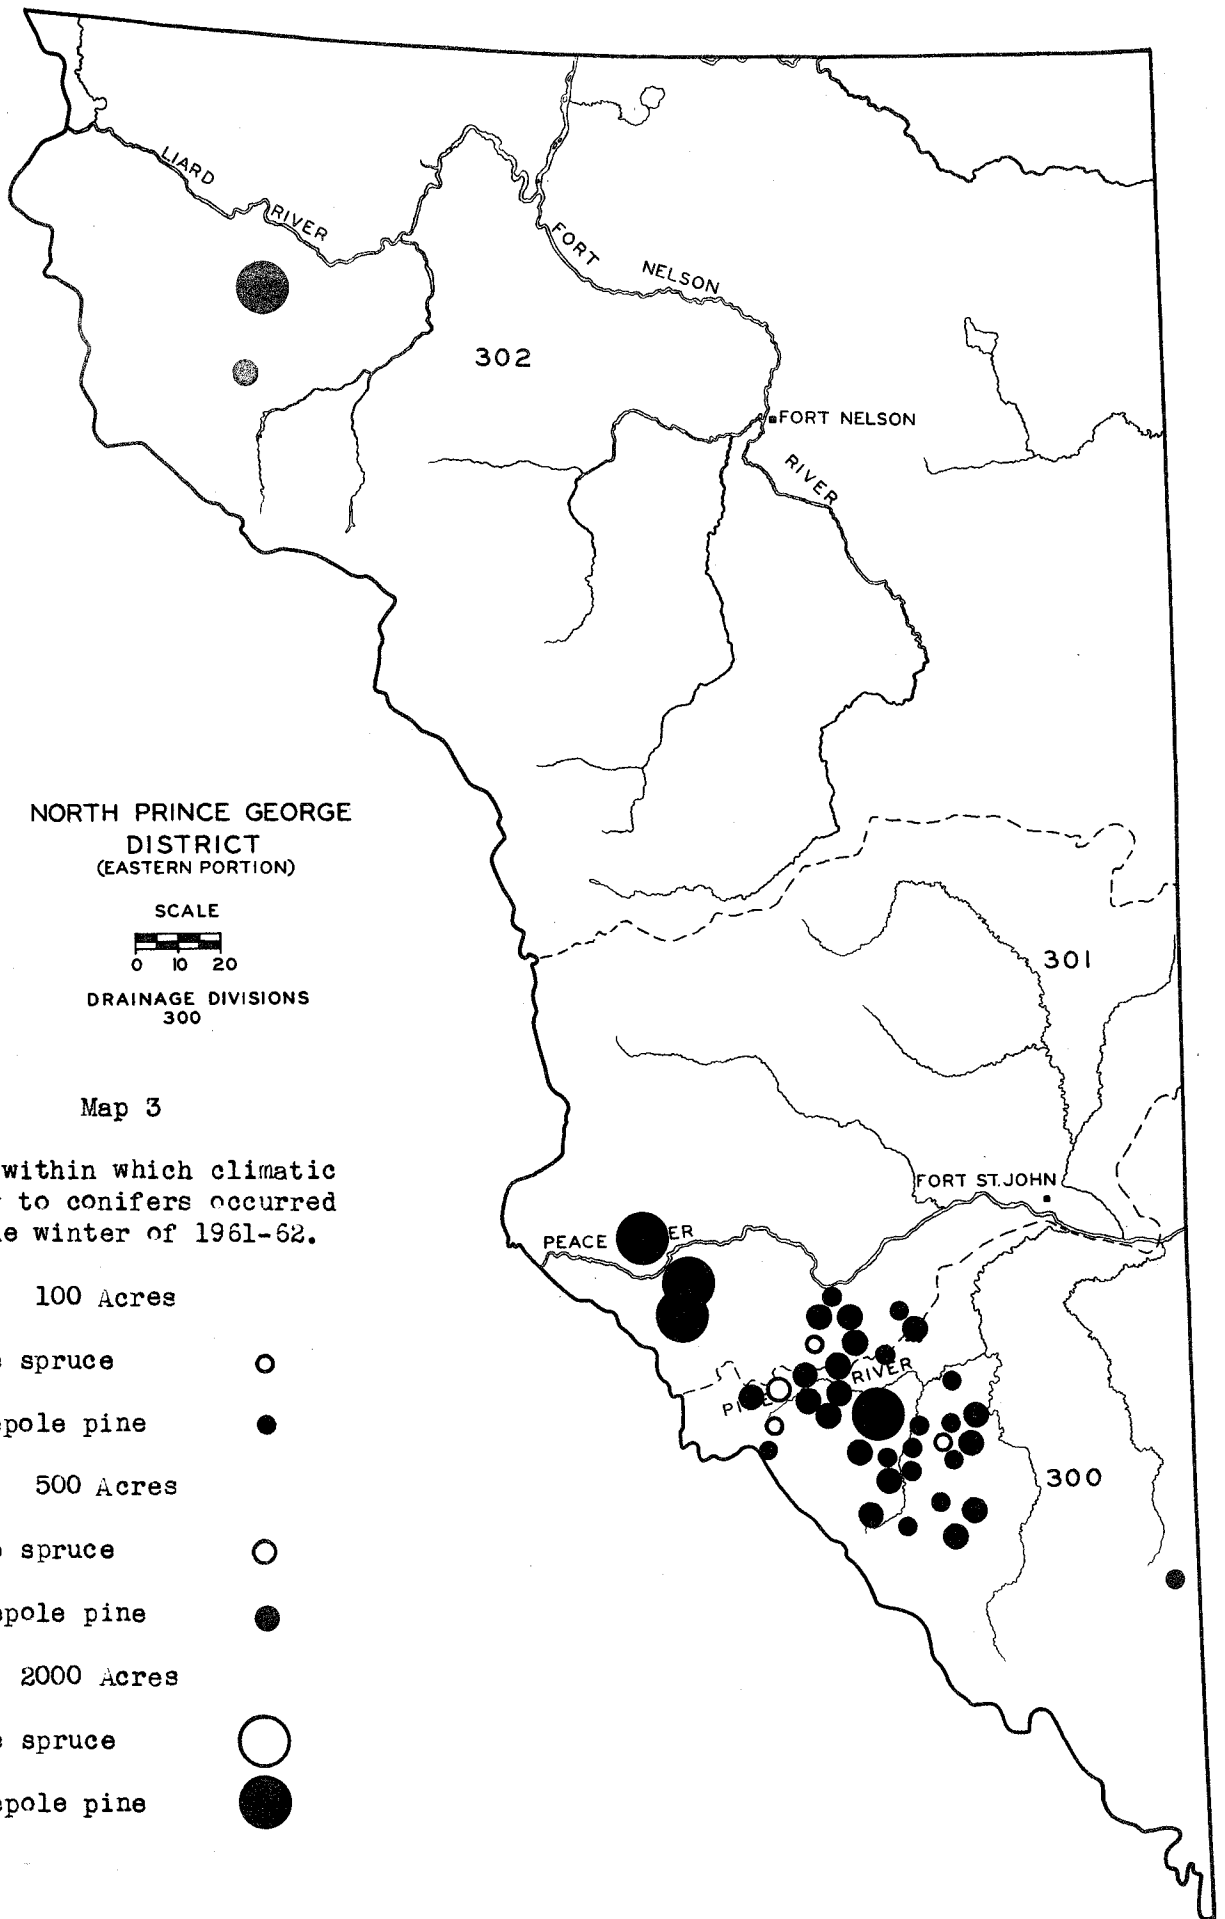 LIARD
RIVER
FORT
NELSON
302
FORT NELSON
RIVER
NORTH PRINCE GEORGE
DISTRICT
(EASTERN PORTION)
SCALE
0 10 20
DRAINAGE DIVISIONS
300
301
Map 3
within which climatic
to conifers occurred
winter of 1961-62.
FORT ST. JOHN
PEACE ER
100 Acres
spruce
pole pine
RIVER
500 Acres
300
spruce
pole pine
2000 Acres
spruce
pole pine